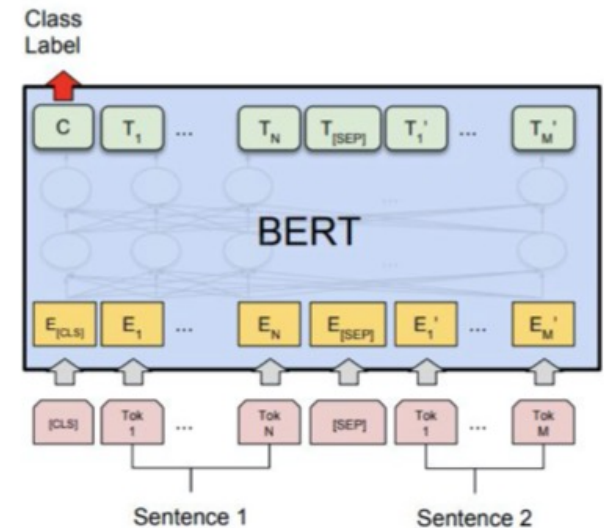 Class
Label
C T1 ... TN T[SEP] T1' ... TM'
...
BERT
...
E[CLS] E1 ... EN E[SEP] E1' ... EM'
[CLS] Tok 1 ... Tok N [SEP] Tok 1 ... Tok M
Sentence 1 Sentence 2